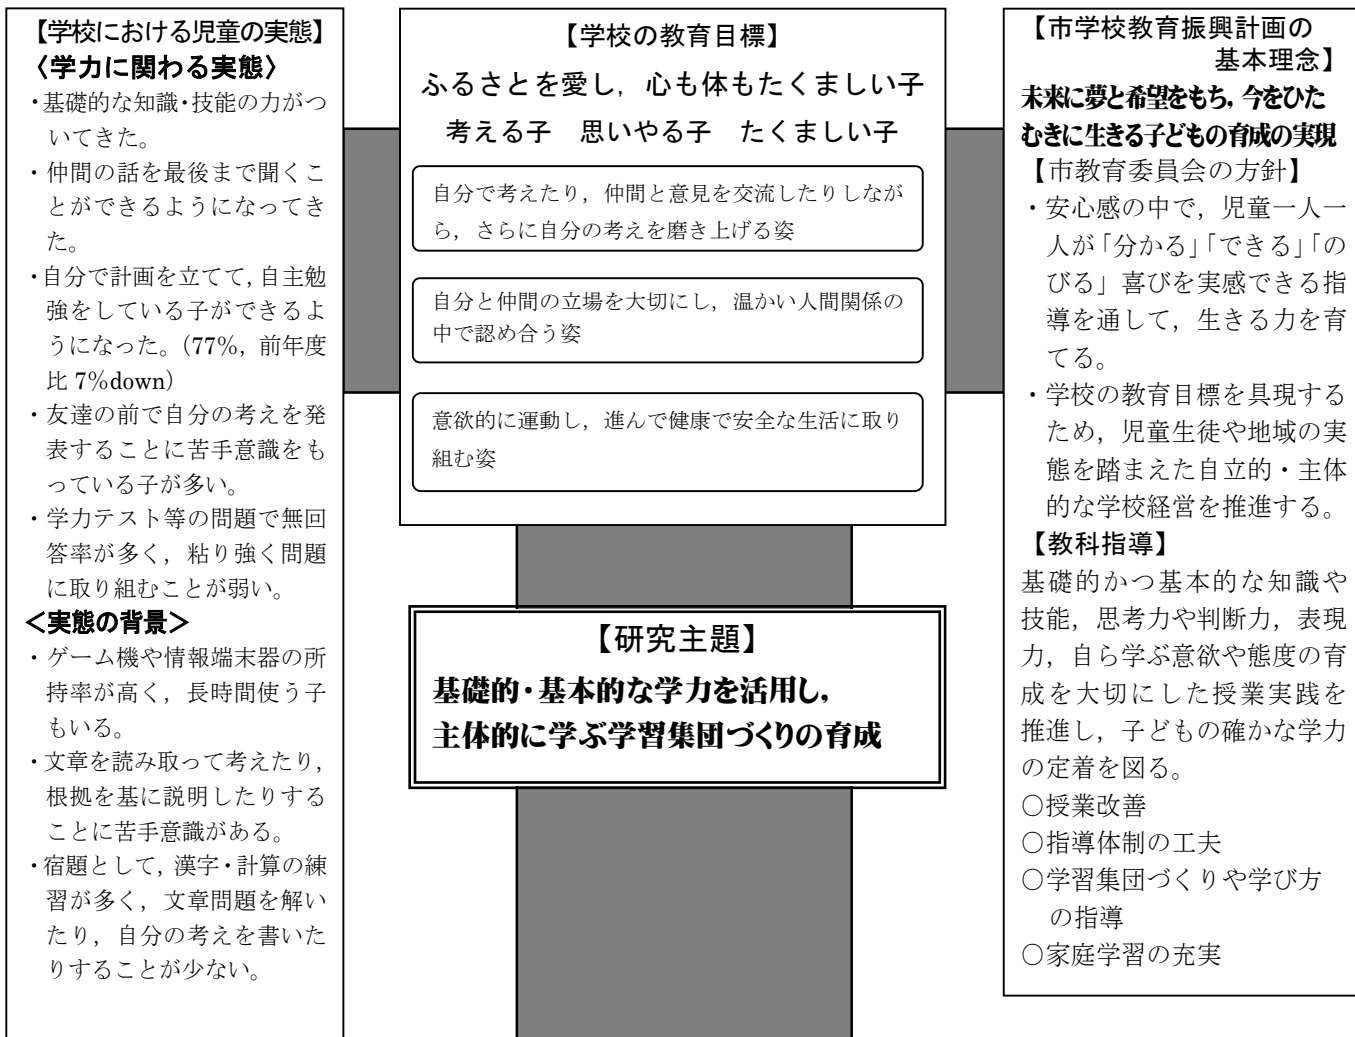 【学校における児童の実態】
〈学力に関わる実態〉
・基礎的な知識・技能の力がつ
いてきた。
・仲間の話を最後まで聞くこ
とができるようになってき
た。
・自分で計画を立てて,自主勉
強をしている子ができるよ
うになった。(77%,前年度
比 7%down)
・友達の前で自分の考えを発
表することに苦手意識をも
っている子が多い。
・学力テスト等の問題で無回
答率が多く,粘り強く問題
に取り組むことが弱い。
<実態の背景>
・ゲーム機や情報端末器の所
持率が高く,長時間使う子
もいる。
・文章を読み取って考えたり,
根拠を基に説明したりする
ことに苦手意識がある。
・宿題として,漢字・計算の練
習が多く,文章問題を解い
たり,自分の考えを書いた
りすることが少ない。
【学校の教育目標】
ふるさとを愛し,心も体もたくましい子
考える子 思いやる子 たくましい子
自分で考えたり,仲間と意見を交流したりしなが
ら,さらに自分の考えを磨き上げる姿
自分と仲間の立場を大切にし,温かい人間関係の
中で認め合う姿
意欲的に運動し,進んで健康で安全な生活に取り
組む姿
【研究主題】
基礎的・基本的な学力を活用し,
主体的に学ぶ学習集団づくりの育成
【市学校教育振興計画の
基本理念】
未来に夢と希望をもち,今をひた
むきに生きる子どもの育成の実現
【市教育委員会の方針】
・安心感の中で,児童一人一
人が「分かる」「できる」「の
びる」喜びを実感できる指
導を通して,生きる力を育
てる。
・学校の教育目標を具現する
ため,児童生徒や地域の実
態を踏まえた自立的・主体
的な学校経営を推進する。
【教科指導】
基礎的かつ基本的な知識や
技能,思考力や判断力,表現
力,自ら学ぶ意欲や態度の育
成を大切にした授業実践を
推進し,子どもの確かな学力
の定着を図る。
○授業改善
○指導体制の工夫
○学習集団づくりや学び方
の指導
○家庭学習の充実